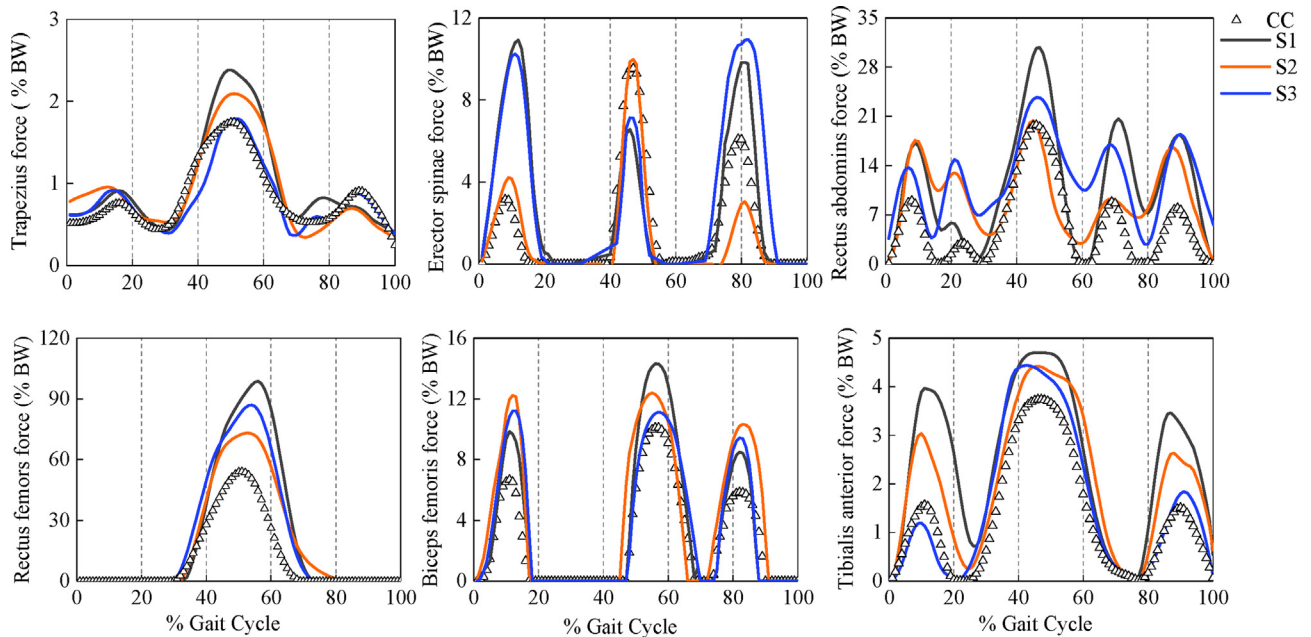 Trapezius force ( % BW)
3
2
1
0
0 20 40 60 80 100
Erector spinae force (% BW)
12
8
4
0
0 20 40 60 80 100
Rectus abdomius force (% BW)
35
28
21
14
7
0
0 20 40 60 80 100
CC
S1
S2
S3
Rectus femors force (% BW)
120
90
60
30
0
0 20 40 60 80 100
% Gait Cycle
Biceps femoris force (% BW)
16
12
8
4
0
0 20 40 60 80 100
% Gait Cycle
Tibialis anterior force (% BW)
5
4
3
2
1
0
0 20 40 60 80 100
% Gait Cycle